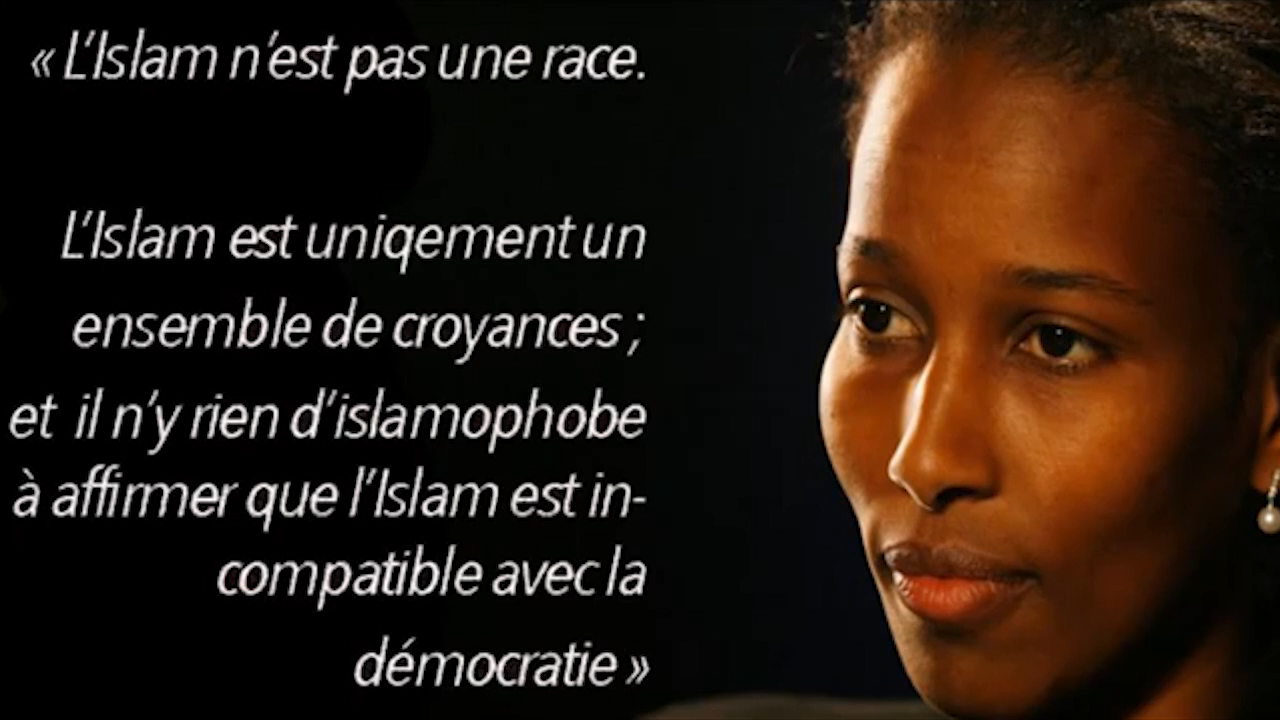 « L'Islam n'est pas une race.
L'Islam est uniqement un
ensemble de croyances ;
et il n'y rien d'islamophobe
à affirmer que l'Islam est in-
compatible avec la
démocratie »